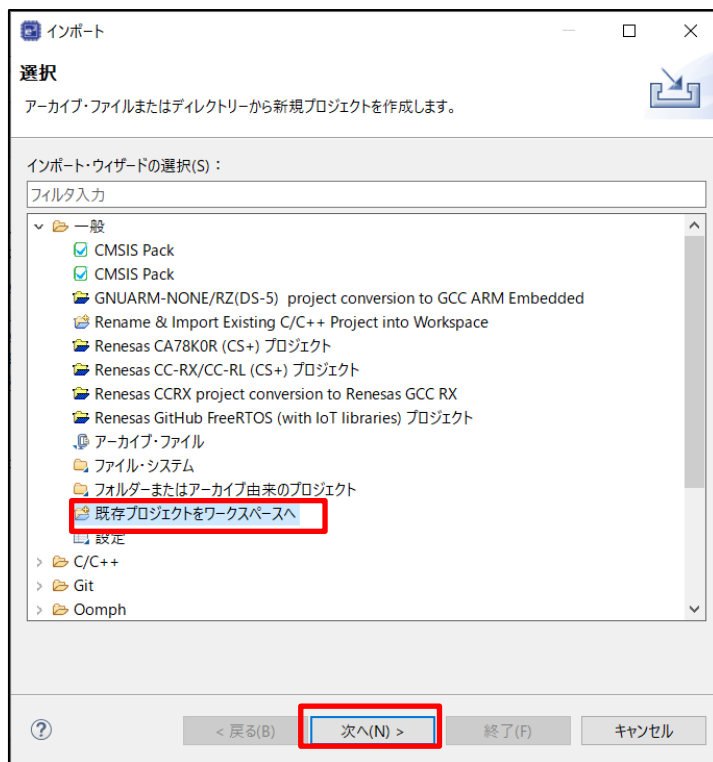 インポート
選択
アーカイブ・ファイルまたはディレクトリーから新規プロジェクトを作成します。
インポート・ウィザードの選択(S)：
フィルタ入力
一般
CMSIS Pack
CMSIS Pack
GNUARM-NONE/RZ(DS-5) project conversion to GCC ARM Embedded
Rename & Import Existing C/C++ Project into Workspace
Renesas CA78K0R (CS+) プロジェクト
Renesas CC-RX/CC-RL (CS+) プロジェクト
Renesas CCRX project conversion to Renesas GCC RX
Renesas GitHub FreeRTOS (with IoT libraries) プロジェクト
アーカイブ・ファイル
ファイル・システム
フォルダーまたはアーカイブ由来のプロジェクト
既存プロジェクトをワークスペースへ
設定
C/C++
Git
Oomph
< 戻る(B) 次へ(N) > 終了(F) キャンセル